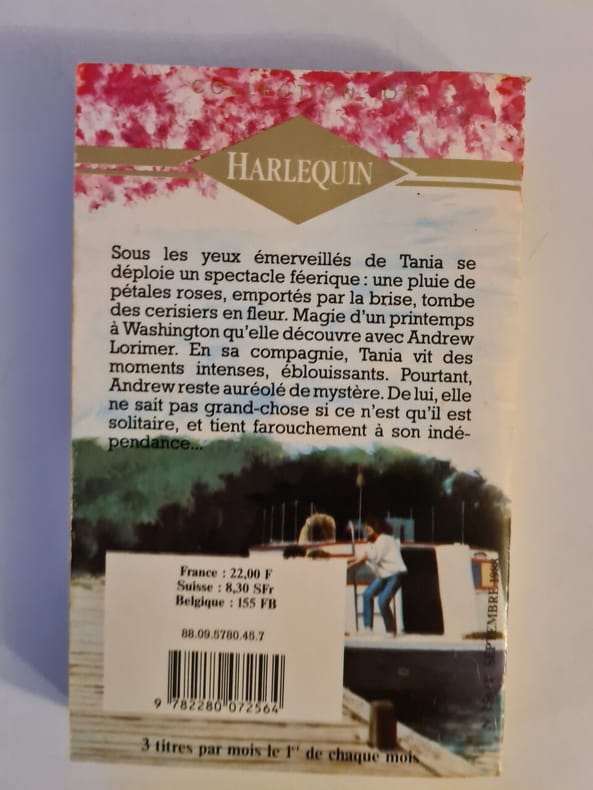 COLLECTION OR
HARLEQUIN
Sous les yeux émerveillés de Tania se
déploie un spectacle féerique : une pluie de
pétales roses, emportés par la brise, tombe
des cerisiers en fleur. Magie d'un printemps
à Washington qu'elle découvre avec Andrew
Lorimer. En sa compagnie, Tania vit des
moments intenses, éblouissants. Pourtant,
Andrew reste auréolé de mystère. De lui, elle
ne sait pas grand-chose si ce n'est qu'il est
solitaire, et tient farouchement à son indé-
pendance...
France : 22,00 F
Suisse : 8,30 SFr
Belgique : 155 FB
88.09.5780.45.7
9 782280 072564
SEPTEMBRE 1988
3 titres par mois le 1er de chaque mois